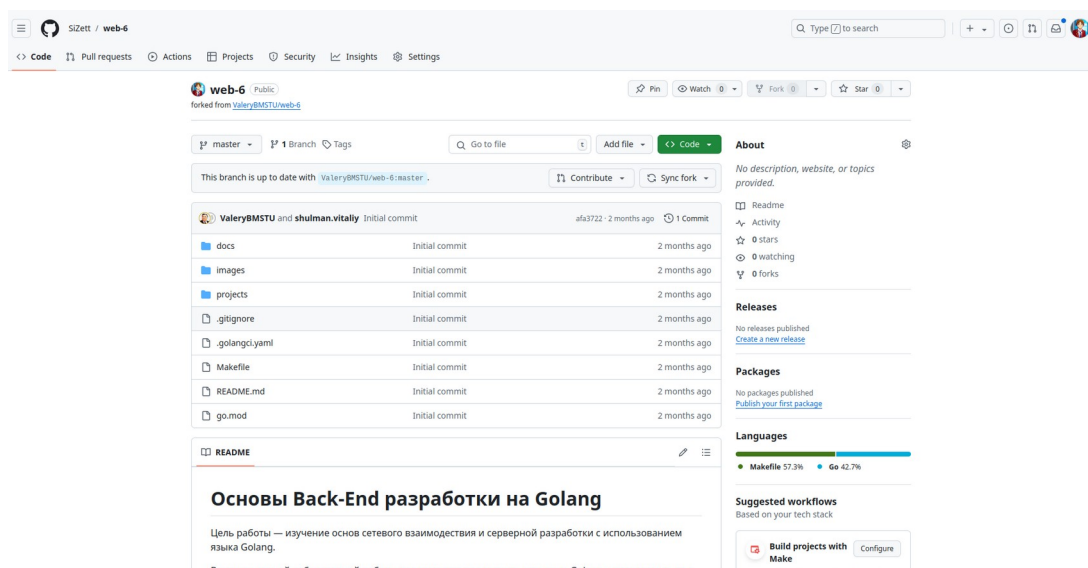 SiZett / web-6
Type / to search
Code Pull requests Actions Projects Security Insights Settings
web-6 Public
Pin Watch 0 Fork 0 Star 0
forked from ValeryBMSTU/web-6
master 1 Branch Tags Go to file t Add file Code
This branch is up to date with ValeryBMSTU/web-6:master . Contribute Sync fork
ValeryBMSTU and shulman.vitaliy Initial commit afa3722 · 2 months ago 1 Commit
docs Initial commit 2 months ago
images Initial commit 2 months ago
projects Initial commit 2 months ago
.gitignore Initial commit 2 months ago
.golangci.yaml Initial commit 2 months ago
Makefile Initial commit 2 months ago
README.md Initial commit 2 months ago
go.mod Initial commit 2 months ago
README
Основы Back-End разработки на Golang
Цель работы — изучение основ сетевого взаимодествия и серверной разработки с использованием
языка Golang.
About
No description, website, or topics
provided.
Readme
Activity
0 stars
0 watching
0 forks
Releases
No releases published
Create a new release
Packages
No packages published
Publish your first package
Languages
Makefile 57.3% Go 42.7%
Suggested workflows
Based on your tech stack
Build projects with
Make
Configure